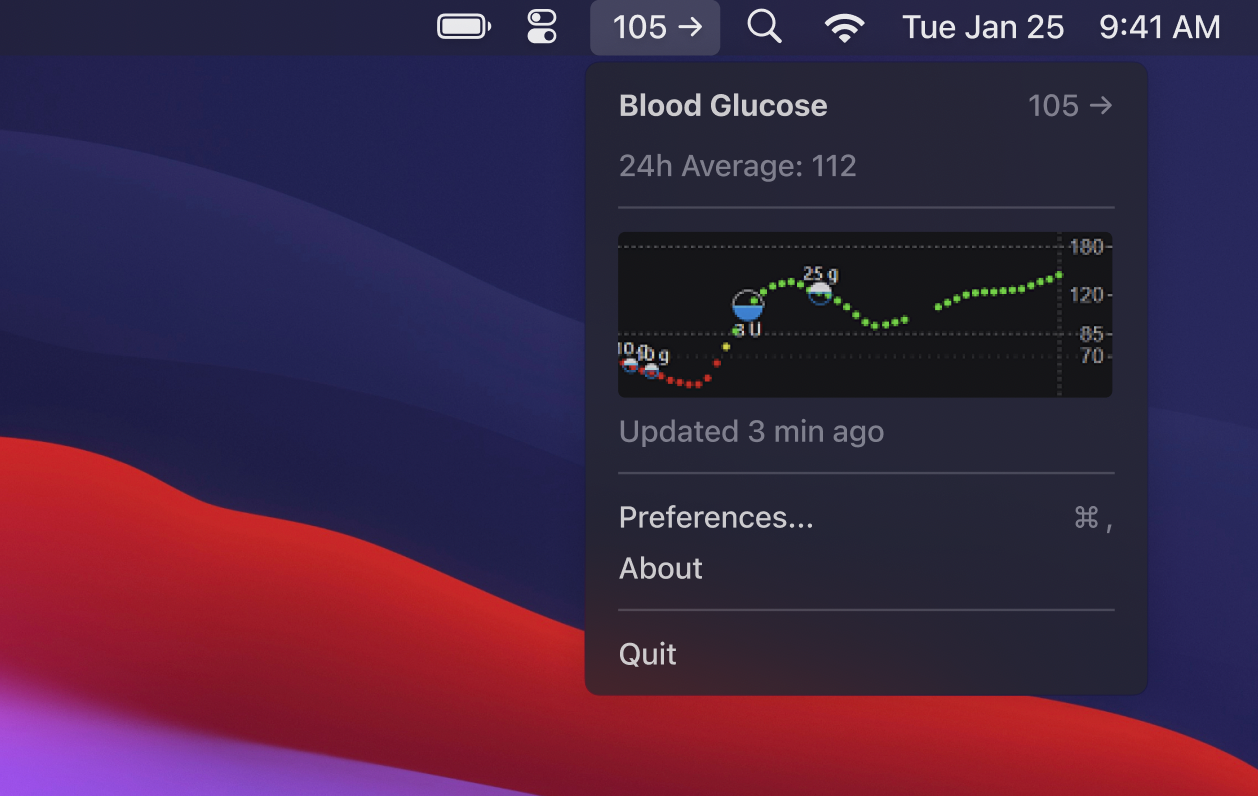 105 → Tue Jan 25 9:41 AM
Blood Glucose 105 →
24h Average: 112
180
25 g
120
3 U
85
10 g
70
Updated 3 min ago
Preferences... ⌘ ,
About
Quit